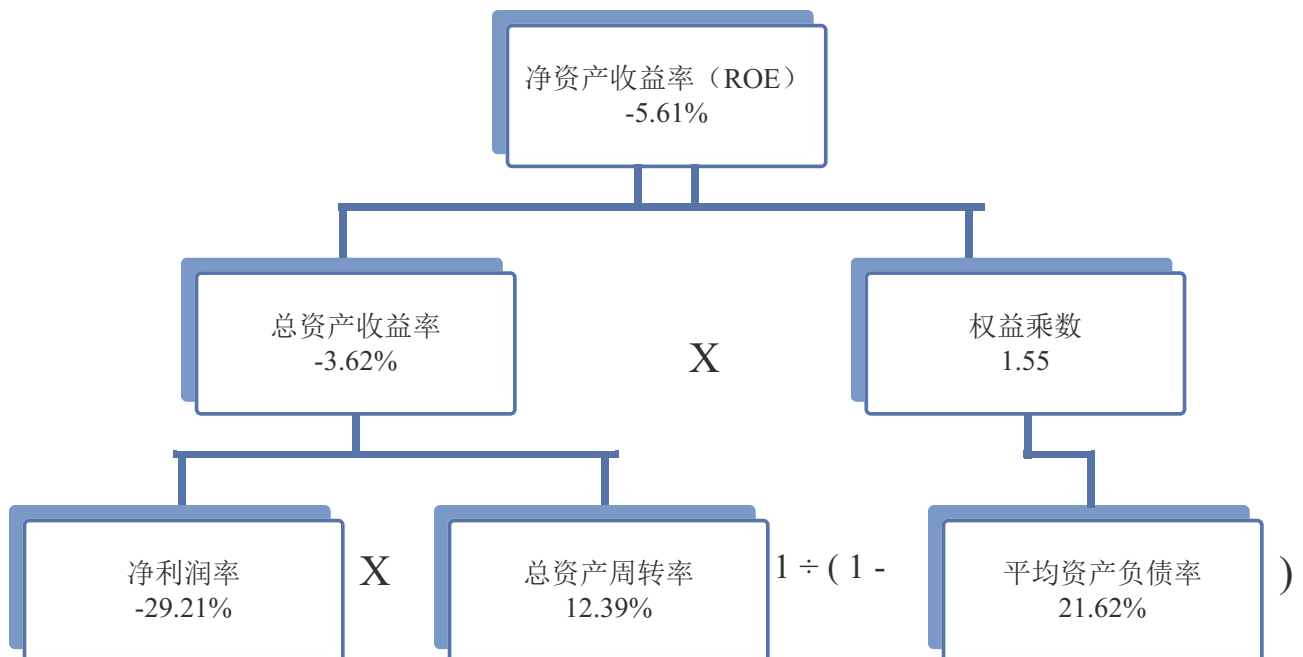 净资产收益率（ROE）
-5.61%
总资产收益率
-3.62%
X
权益乘数
1.55
净利润率
-29.21%
X
总资产周转率
12.39%
1 ÷ ( 1 -
平均资产负债率
21.62%
)